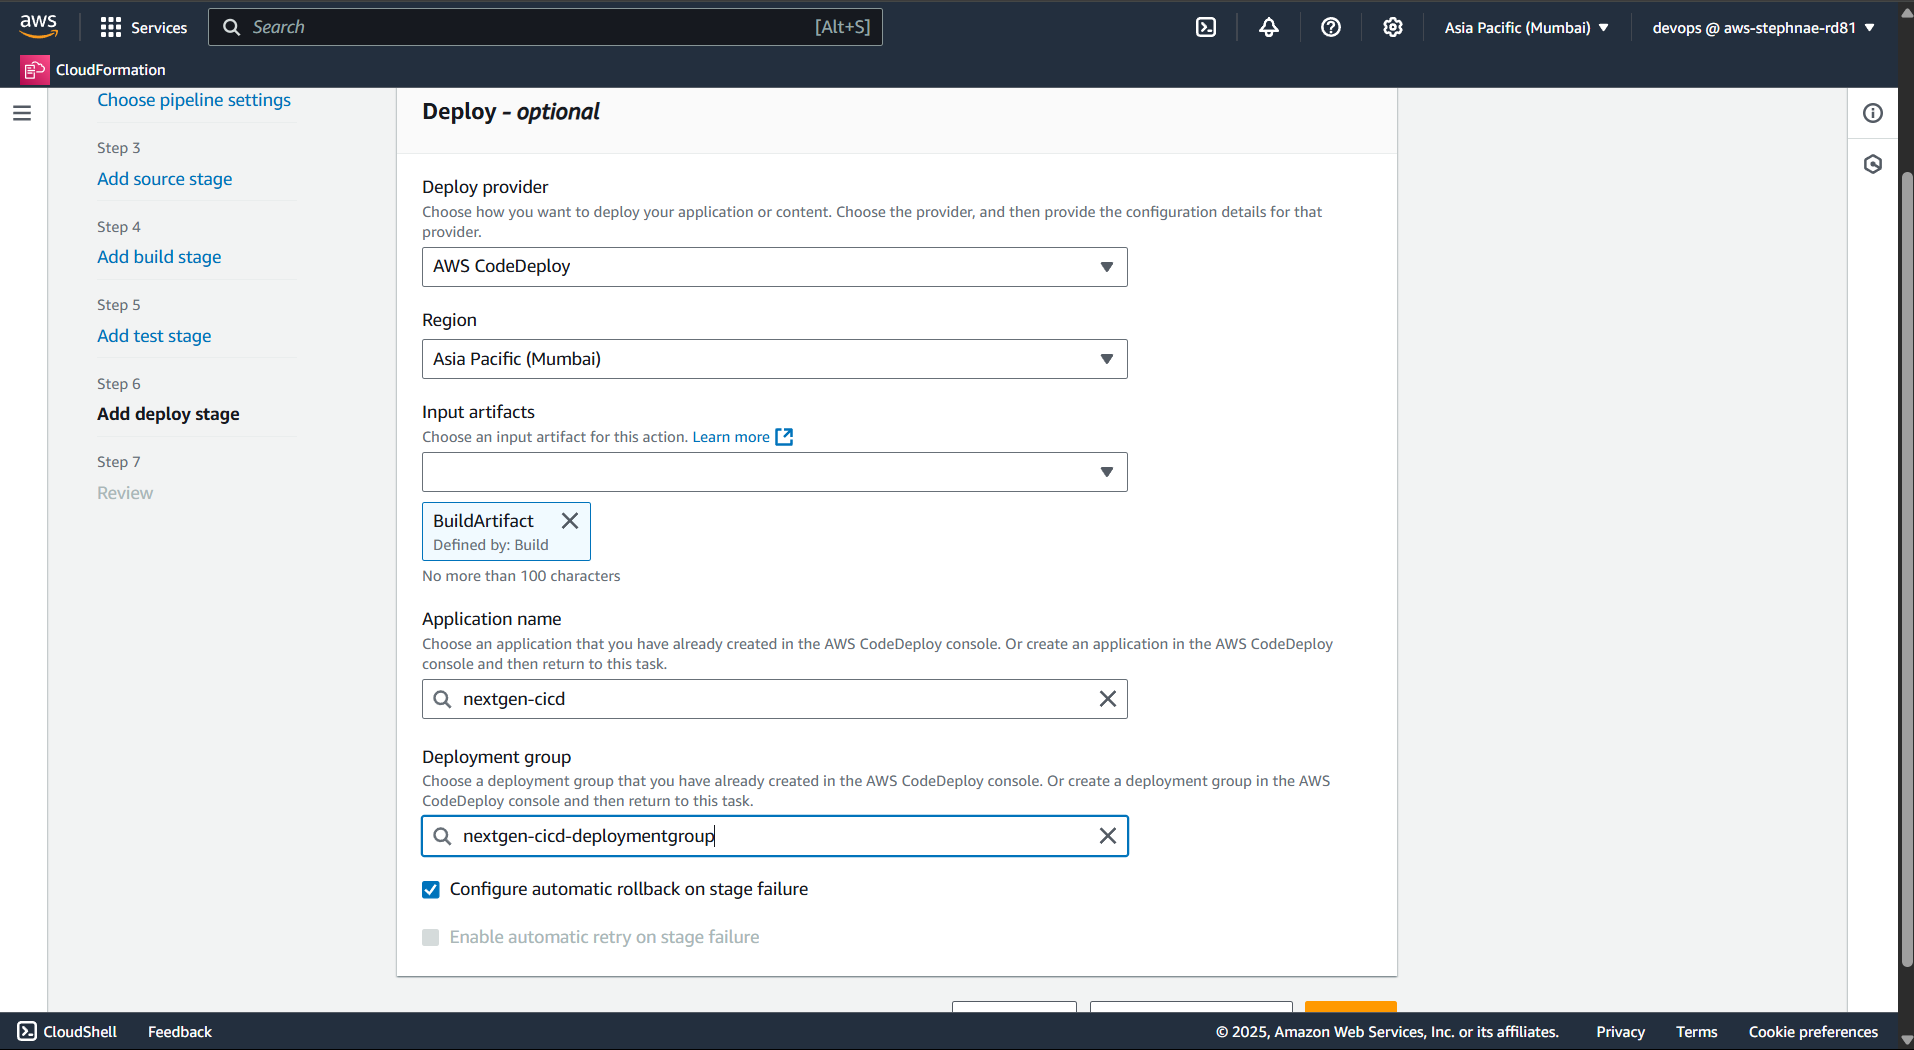 aws
Services
Search
[Alt+S]
Asia Pacific (Mumbai)
devops @ aws-stephnae-rd81
CloudFormation
Choose pipeline settings
Step 3
Add source stage
Step 4
Add build stage
Step 5
Add test stage
Step 6
Add deploy stage
Step 7
Review
Deploy - optional
Deploy provider
Choose how you want to deploy your application or content. Choose the provider, and then provide the configuration details for that
provider.
AWS CodeDeploy
Region
Asia Pacific (Mumbai)
Input artifacts
Choose an input artifact for this action. Learn more
BuildArtifact
Defined by: Build
No more than 100 characters
Application name
Choose an application that you have already created in the AWS CodeDeploy console. Or create an application in the AWS CodeDeploy
console and then return to this task.
nextgen-cicd
Deployment group
Choose a deployment group that you have already created in the AWS CodeDeploy console. Or create a deployment group in the AWS
CodeDeploy console and then return to this task.
nextgen-cicd-deploymentgroup
Configure automatic rollback on stage failure
Enable automatic retry on stage failure
CloudShell
Feedback
© 2025, Amazon Web Services, Inc. or its affiliates.
Privacy
Terms
Cookie preferences